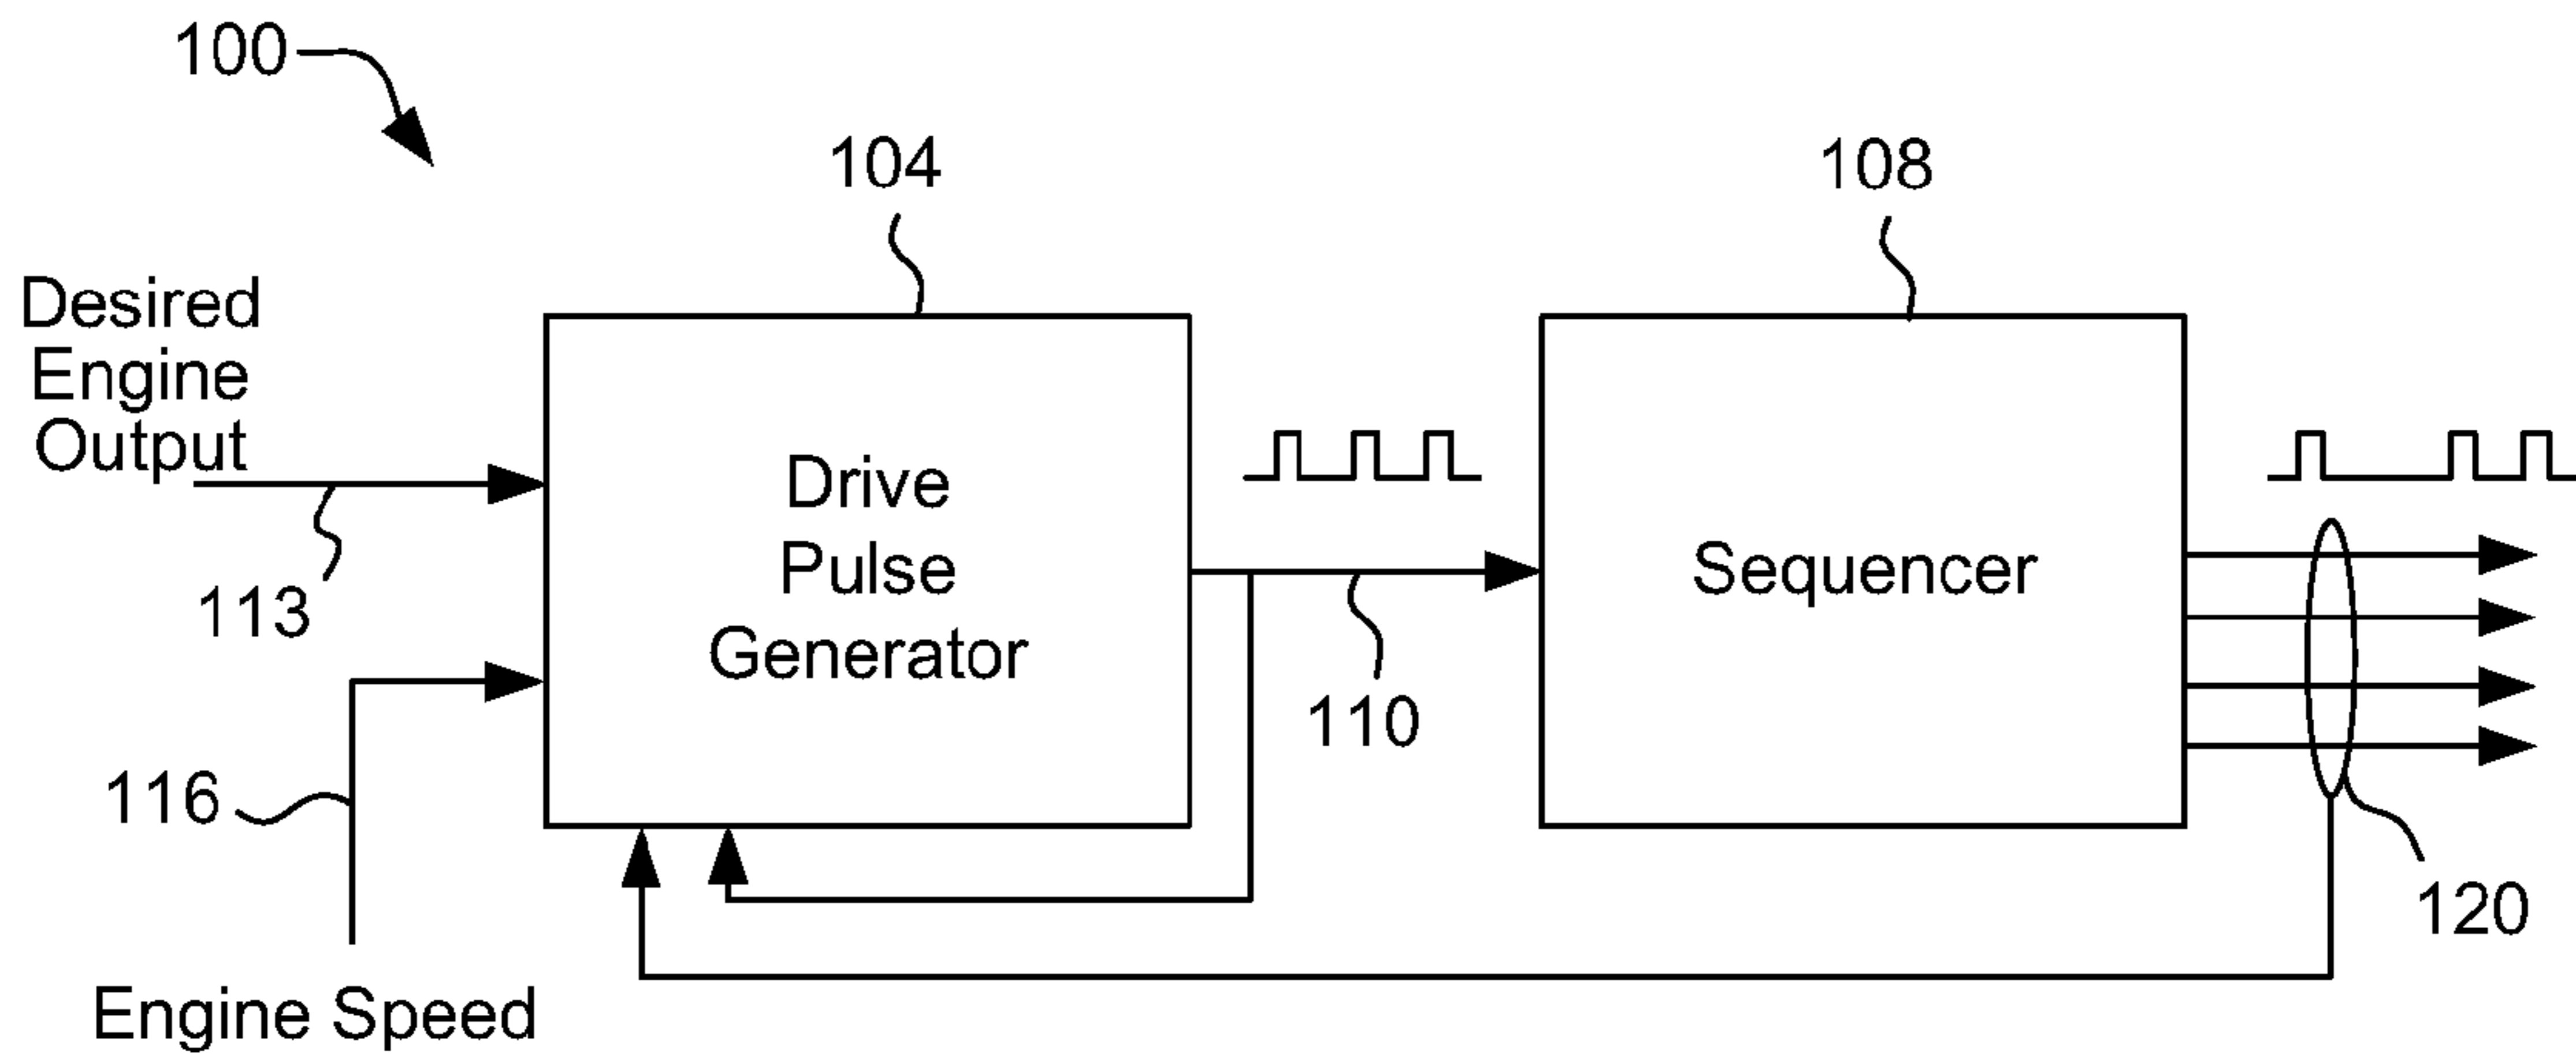 100
104
108
Desired
Engine
Output
Drive
Pulse
Generator
Sequencer
113
110
116
120
Engine Speed